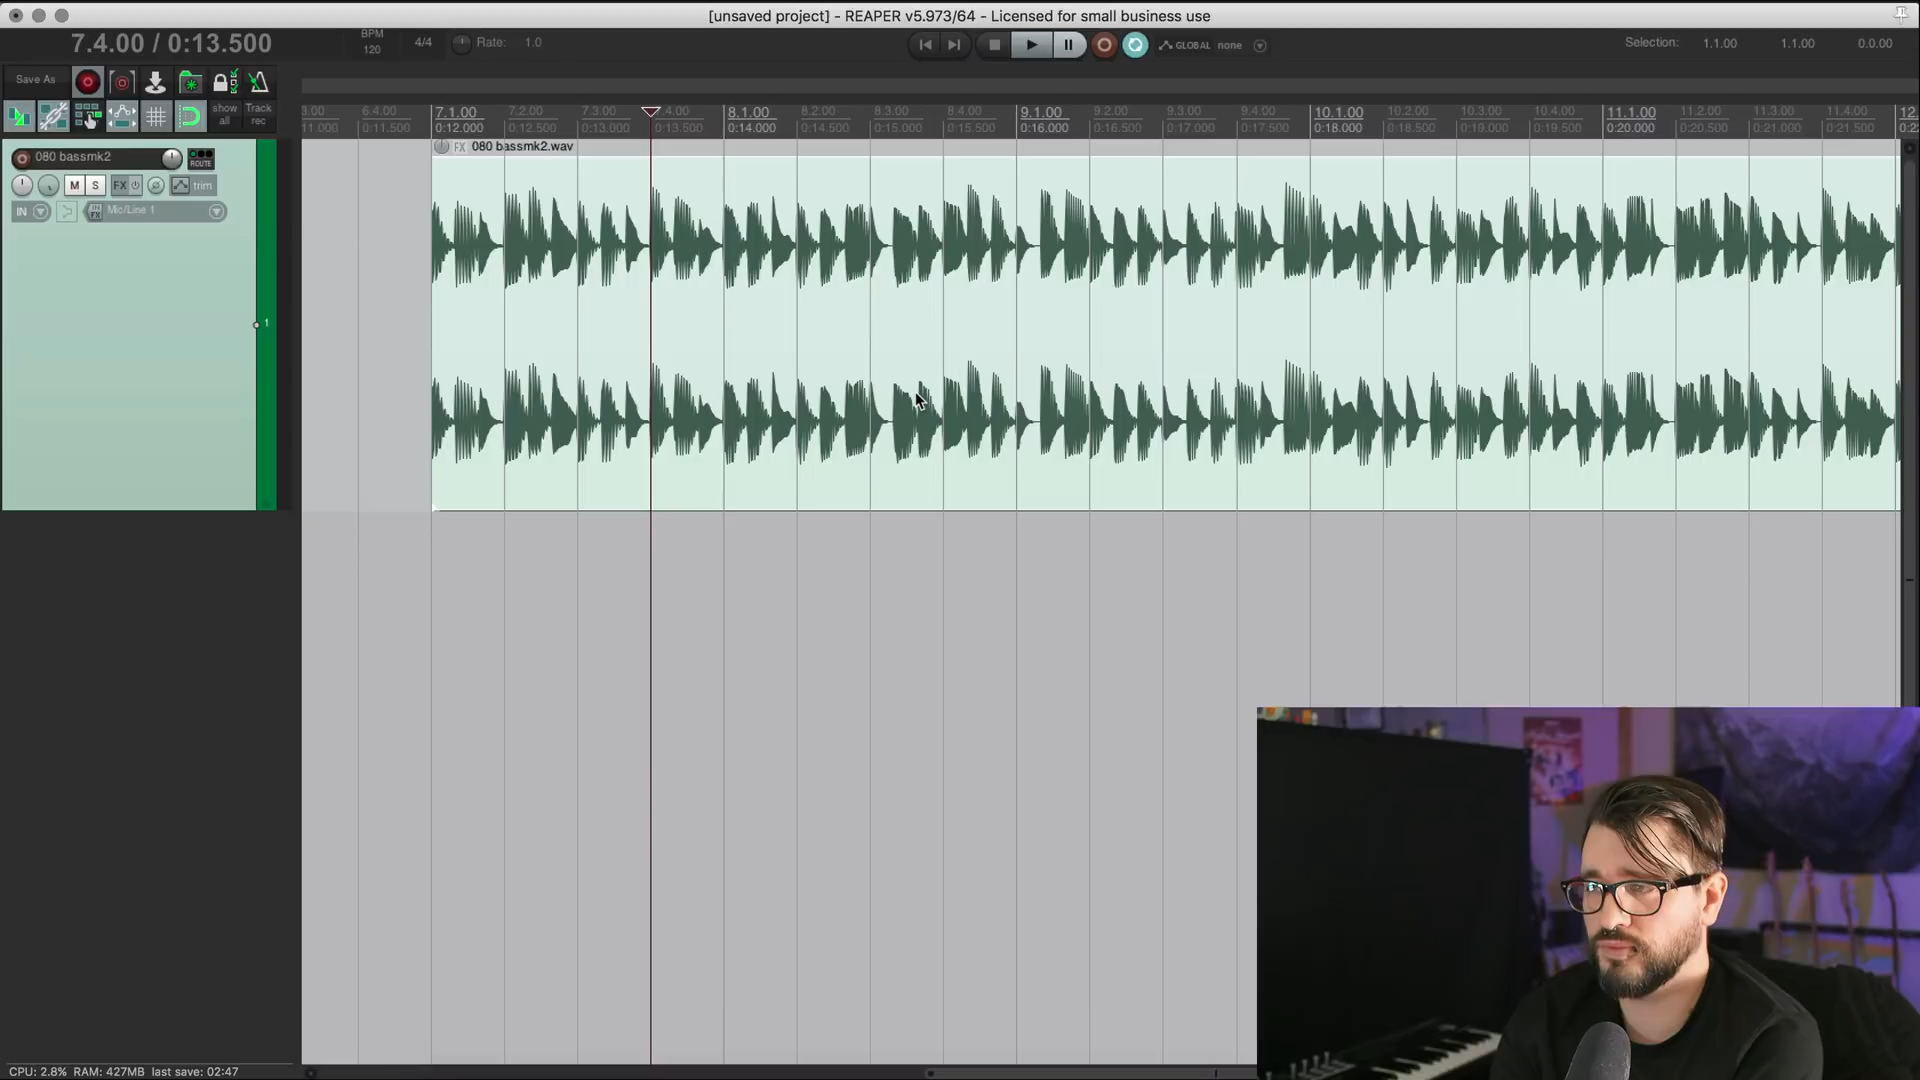 [unsaved project] - REAPER v5.973/64 - Licensed for small business use
7.4.00 / 0:13.500
BPM
120
4/4
Rate: 1.0
GLOBAL none
Selection: 1.1.00 1.1.00 0.0.00
Save As
show
all
Track
rec
3.00 6.4.00 7.1.00 7.2.00 7.3.00 7.4.00 8.1.00 8.2.00 8.3.00 8.4.00 9.1.00 9.2.00 9.3.00 9.4.00 10.1.00 10.2.00 10.3.00 10.4.00 11.1.00 11.2.00 11.3.00 11.4.00 12.
11.000 0:11.500 0:12.000 0:12.500 0:13.000 0:13.500 0:14.000 0:14.500 0:15.000 0:15.500 0:16.000 0:16.500 0:17.000 0:17.500 0:18.000 0:18.500 0:19.000 0:19.500 0:20.000 0:20.500 0:21.000 0:21.500 0:2
FX 080 bassmk2.wav
080 bassmk2
ROUTE
M S FX trim
IN
IN FX
Mic/Line 1
1
CPU: 2.8% RAM: 427MB last save: 02:47